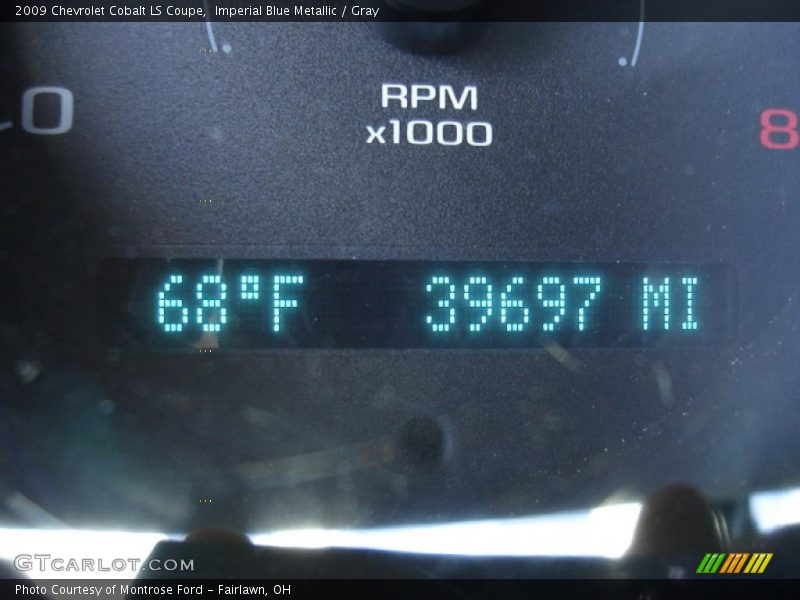 2009 Chevrolet Cobalt LS Coupe,  Imperial Blue Metallic / Gray
RPM
x1000
0
8
68°F 39697 MI
GTCARLOT.COM
Photo Courtesy of Montrose Ford – Fairlawn, OH